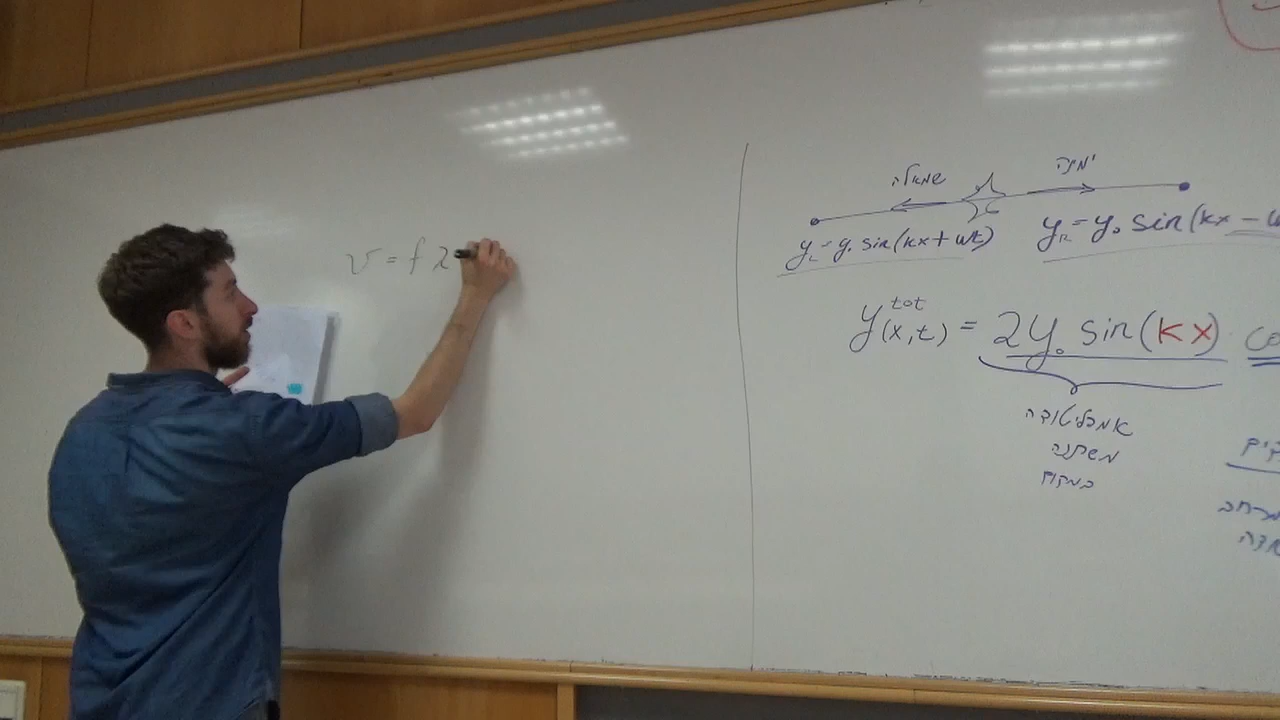 v = f λ
שמאלה ימינה
y_L = y₀ sin(kx + ωt) y_R = y₀ sin(kx −
y^tot(x,t) = 2y₀ sin(kx)
אמפליטודה
משתנה
במקום